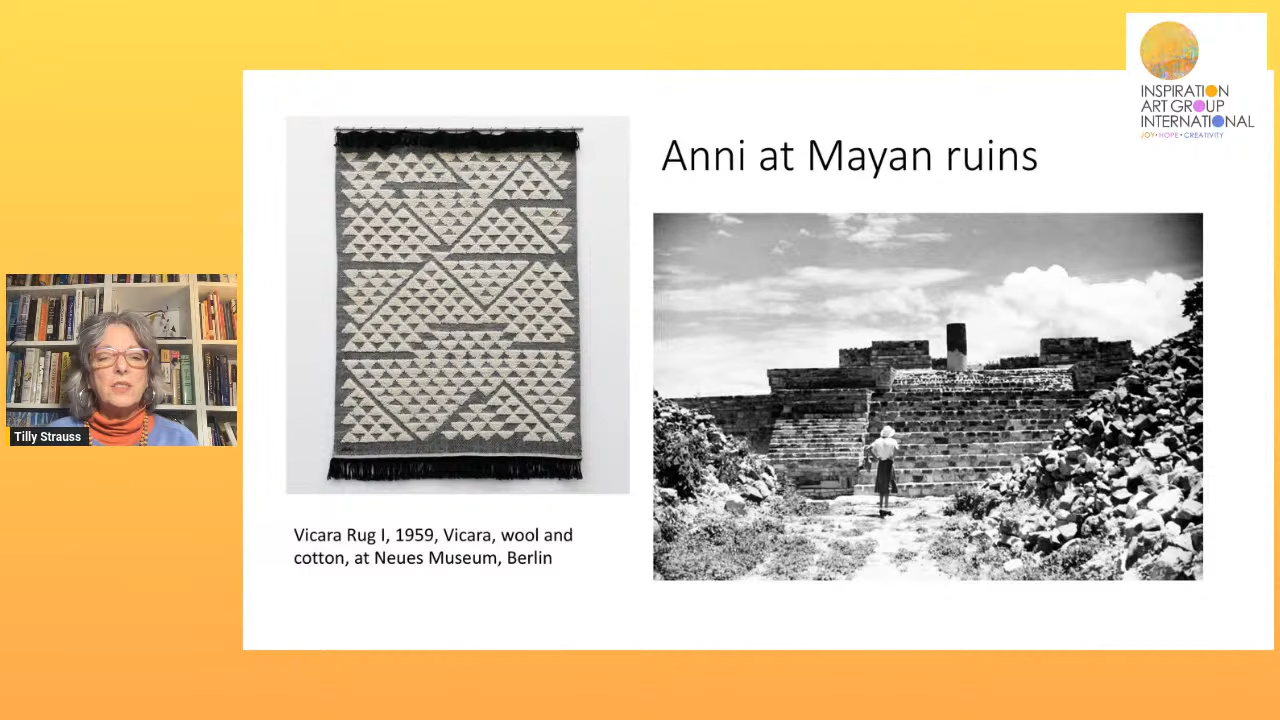 INSPIRATION
ART GROUP
INTERNATIONAL
JOY•HOPE•CREATIVITY
Anni at Mayan ruins
Tilly Strauss
Vicara Rug I, 1959, Vicara, wool and
cotton, at Neues Museum, Berlin